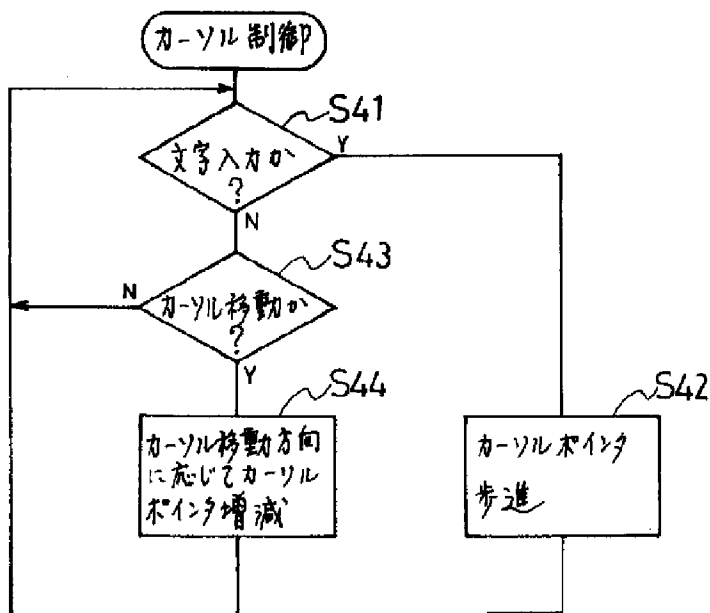 カーソル制御
S41
文字入力か
?
Y
N
S43
カーソル移動か
?
N
Y
S44
カーソル移動方向
に応じてカーソル
ポインタ増減
S42
カーソルポインタ
歩進